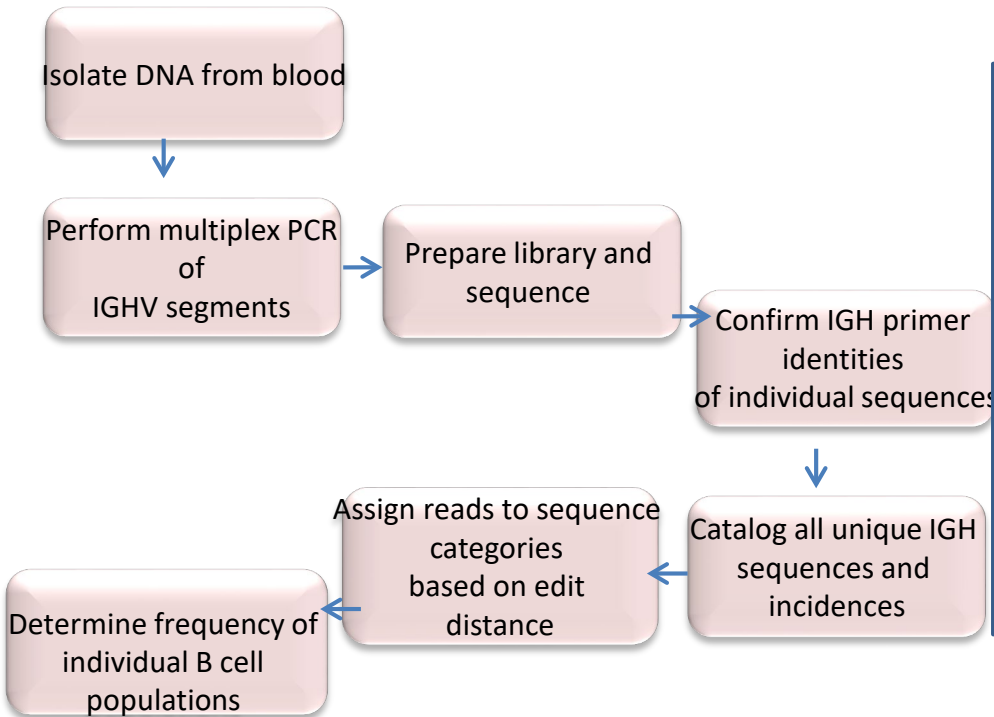 Isolate DNA from blood
Perform multiplex PCR
of
IGHV segments
Prepare library and
sequence
Confirm IGH primer
identities
of individual sequences
Catalog all unique IGH
sequences and
incidences
Assign reads to sequence
categories
based on edit
distance
Determine frequency of
individual B cell
populations